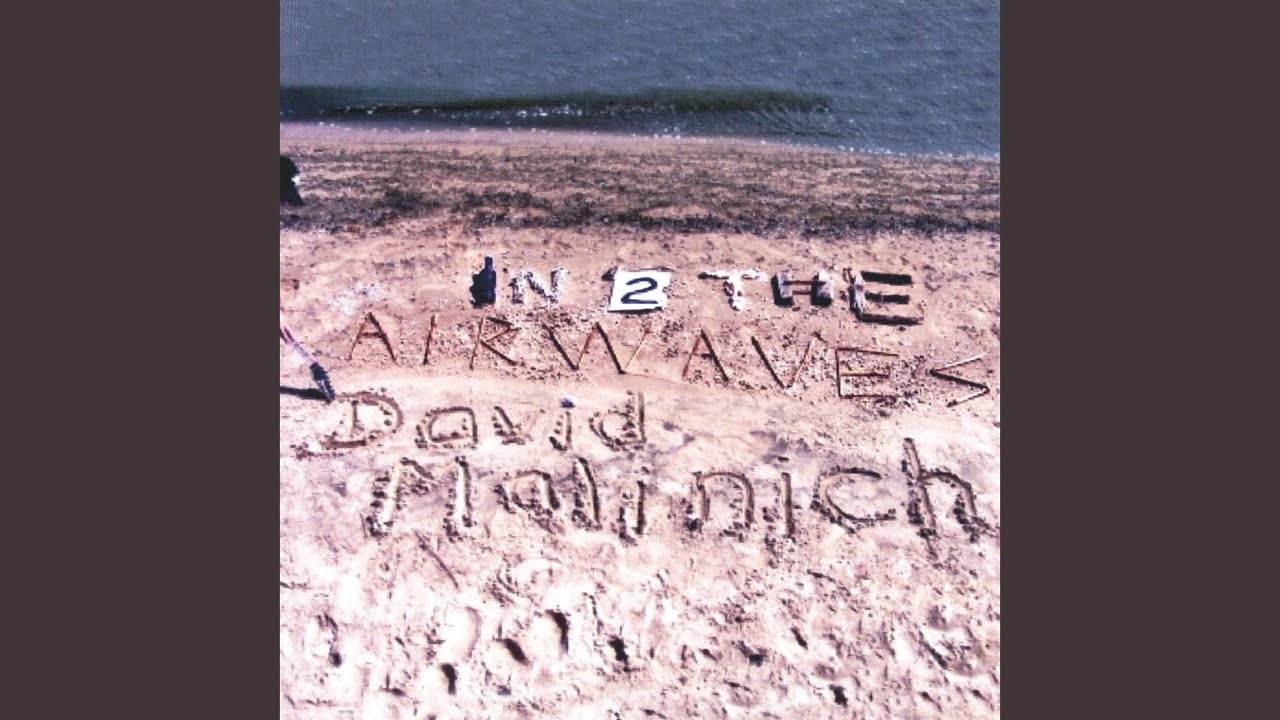 IN 2 THE
AIRWAVES
David
Malinich